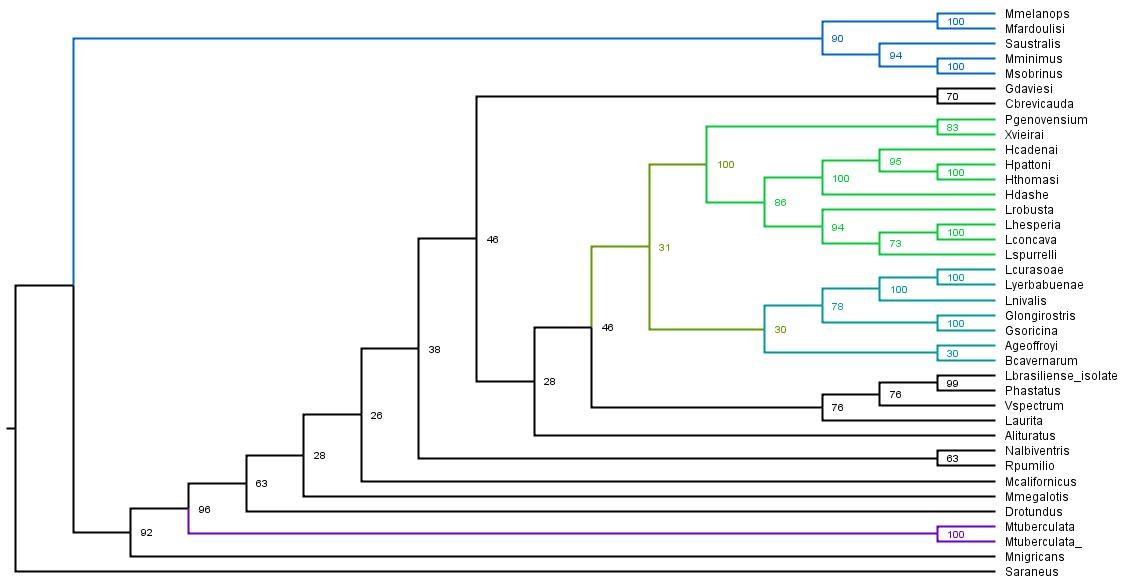 Mmelanops
100
Mfardoulisi
90
Saustralis
94
Mminimus
100
Msobrinus
Gdaviesi
70
Cbrevicauda
Pgenovensium
83
Xvieirai
100
Hcadenai
95
Hpattoni
100
100
Hthomasi
86
Hdashe
Lrobusta
94
Lhesperia
100
46
31
73
Lconcava
Lspurrelli
Lcurasoae
100
100
Lyerbabuenae
78
Lnivalis
Glongirostris
100
46
30
Gsoricina
38
Ageoffroyi
30
Bcavernarum
28
Lbrasiliense_isolate
99
76
Phastatus
76
Vspectrum
26
Laurita
Alituratus
28
Nalbiventris
63
Rpumilio
63
Mcalifornicus
Mmegalotis
96
Drotundus
92
Mtuberculata
100
Mtuberculata_
Mnigricans
Saraneus